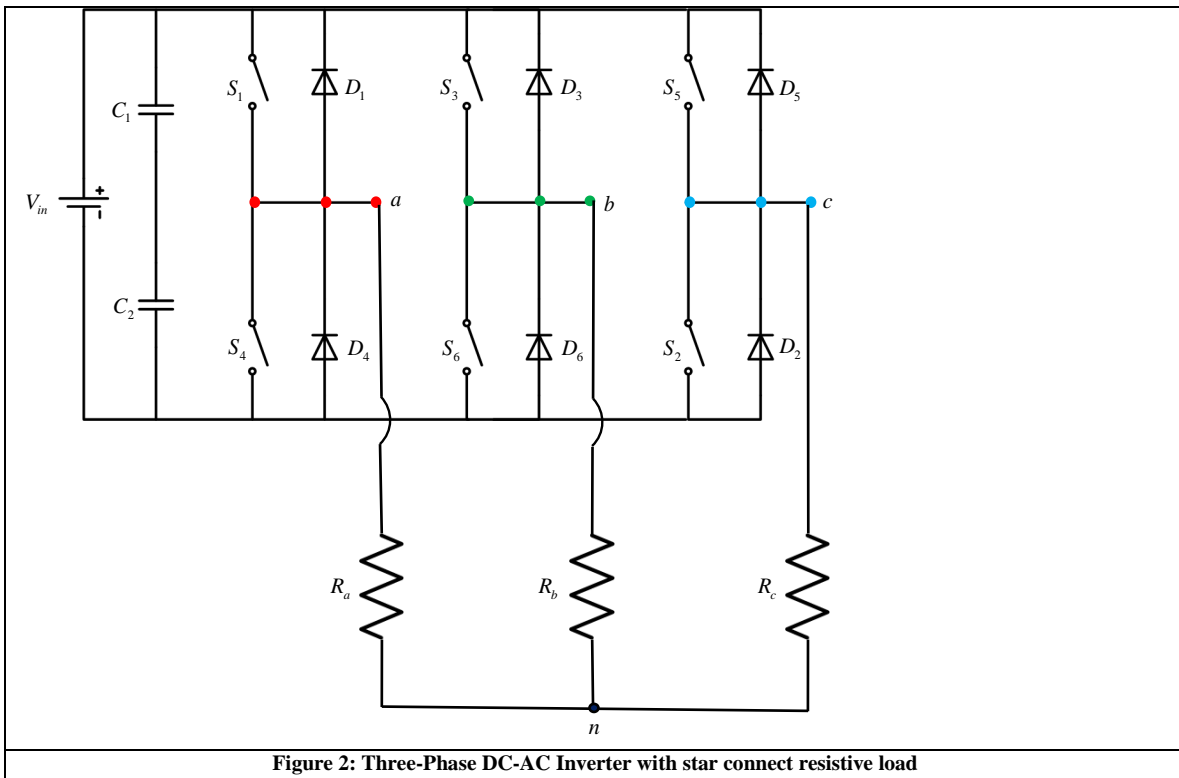 S1
D1
S3
D3
S5
D5
C1
Vin
+
-
a
b
c
C2
S4
D4
S6
D6
S2
D2
Ra
Rb
Rc
n
Figure 2: Three-Phase DC-AC Inverter with star connect resistive load